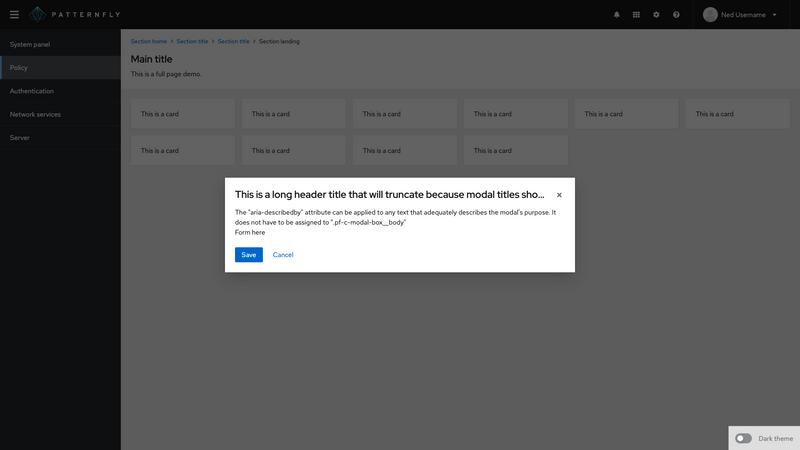 PATTERNFLY
Ned Username
System panel
Policy
Authentication
Network services
Server
Section home > Section title > Section title > Section landing
Main title
This is a full page demo.
This is a card This is a card This is a card This is a card This is a card This is a card
This is a card This is a card This is a card This is a card
This is a long header title that will truncate because modal titles sho...
The "aria-describedby" attribute can be applied to any text that adequately describes the modal's purpose. It
does not have to be assigned to ".pf-c-modal-box__body"
Form here
Save Cancel
Dark theme